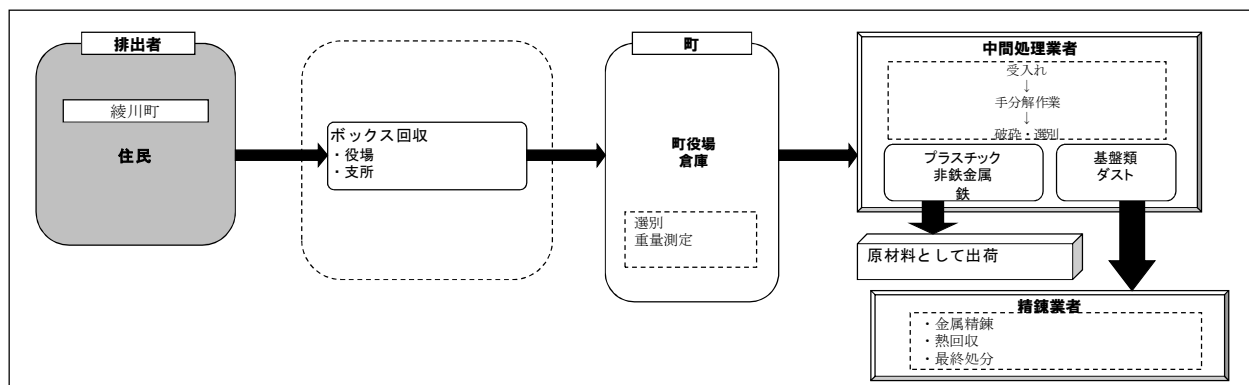 排出者
綾川町
住民
ボックス回収
・役場
・支所
町
町役場
倉庫
選別
重量測定
中間処理業者
受入れ
↓
手分解作業
↓
破砕・選別
プラスチック
非鉄金属
鉄
基盤類
ダスト
原材料として出荷
精錬業者
・金属精錬
・熱回収
・最終処分